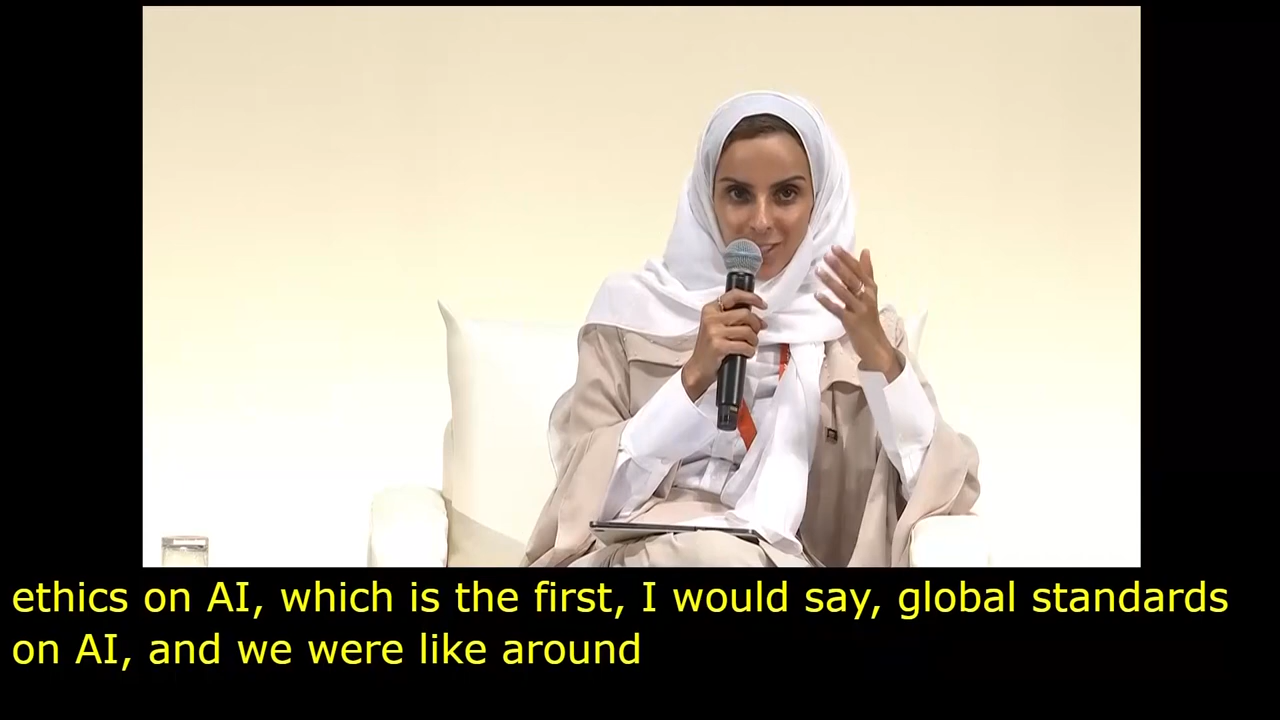 ethics on AI, which is the first, I would say, global standards
on AI, and we were like around